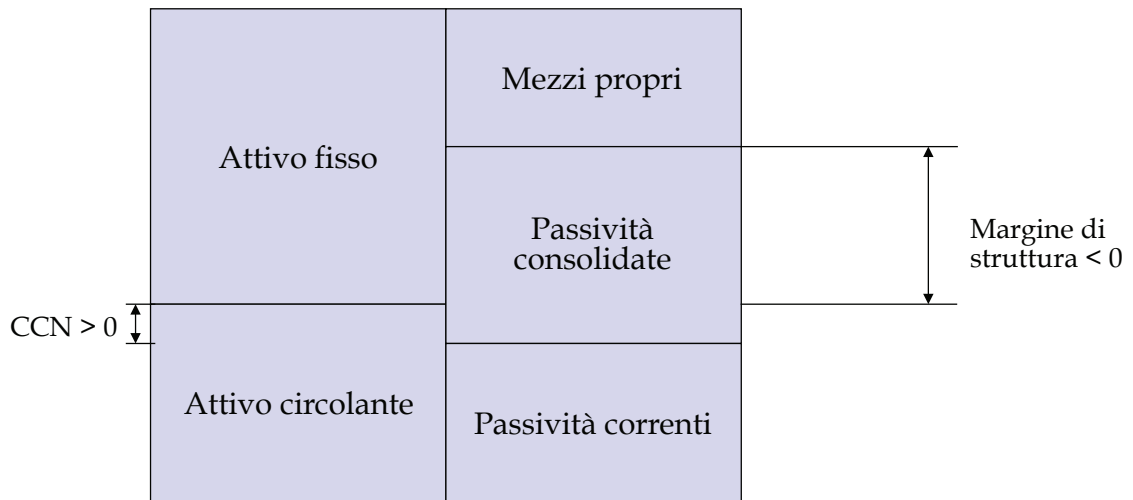 Mezzi propri
Attivo fisso
Passività
consolidate
Margine di
struttura < 0
CCN > 0
Attivo circolante
Passività correnti